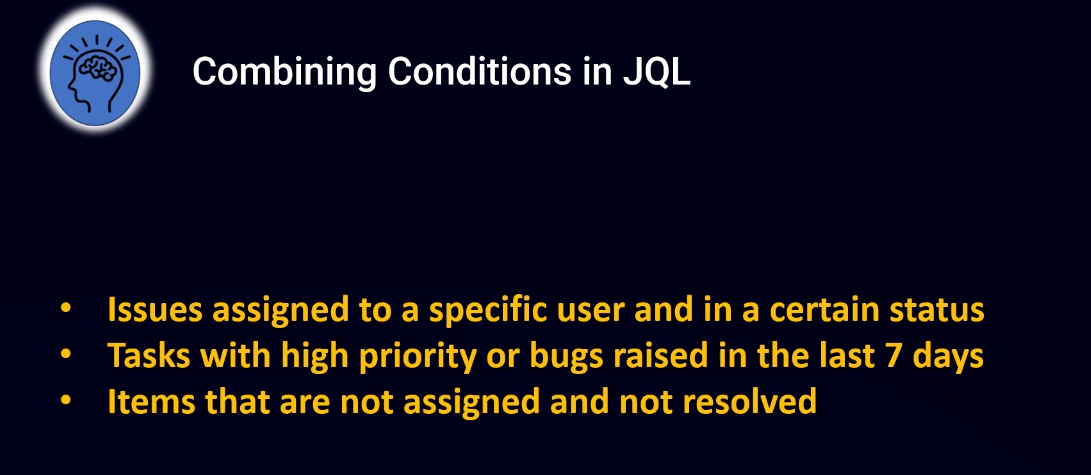 Combining Conditions in JQL
• Issues assigned to a specific user and in a certain status
• Tasks with high priority or bugs raised in the last 7 days
• Items that are not assigned and not resolved